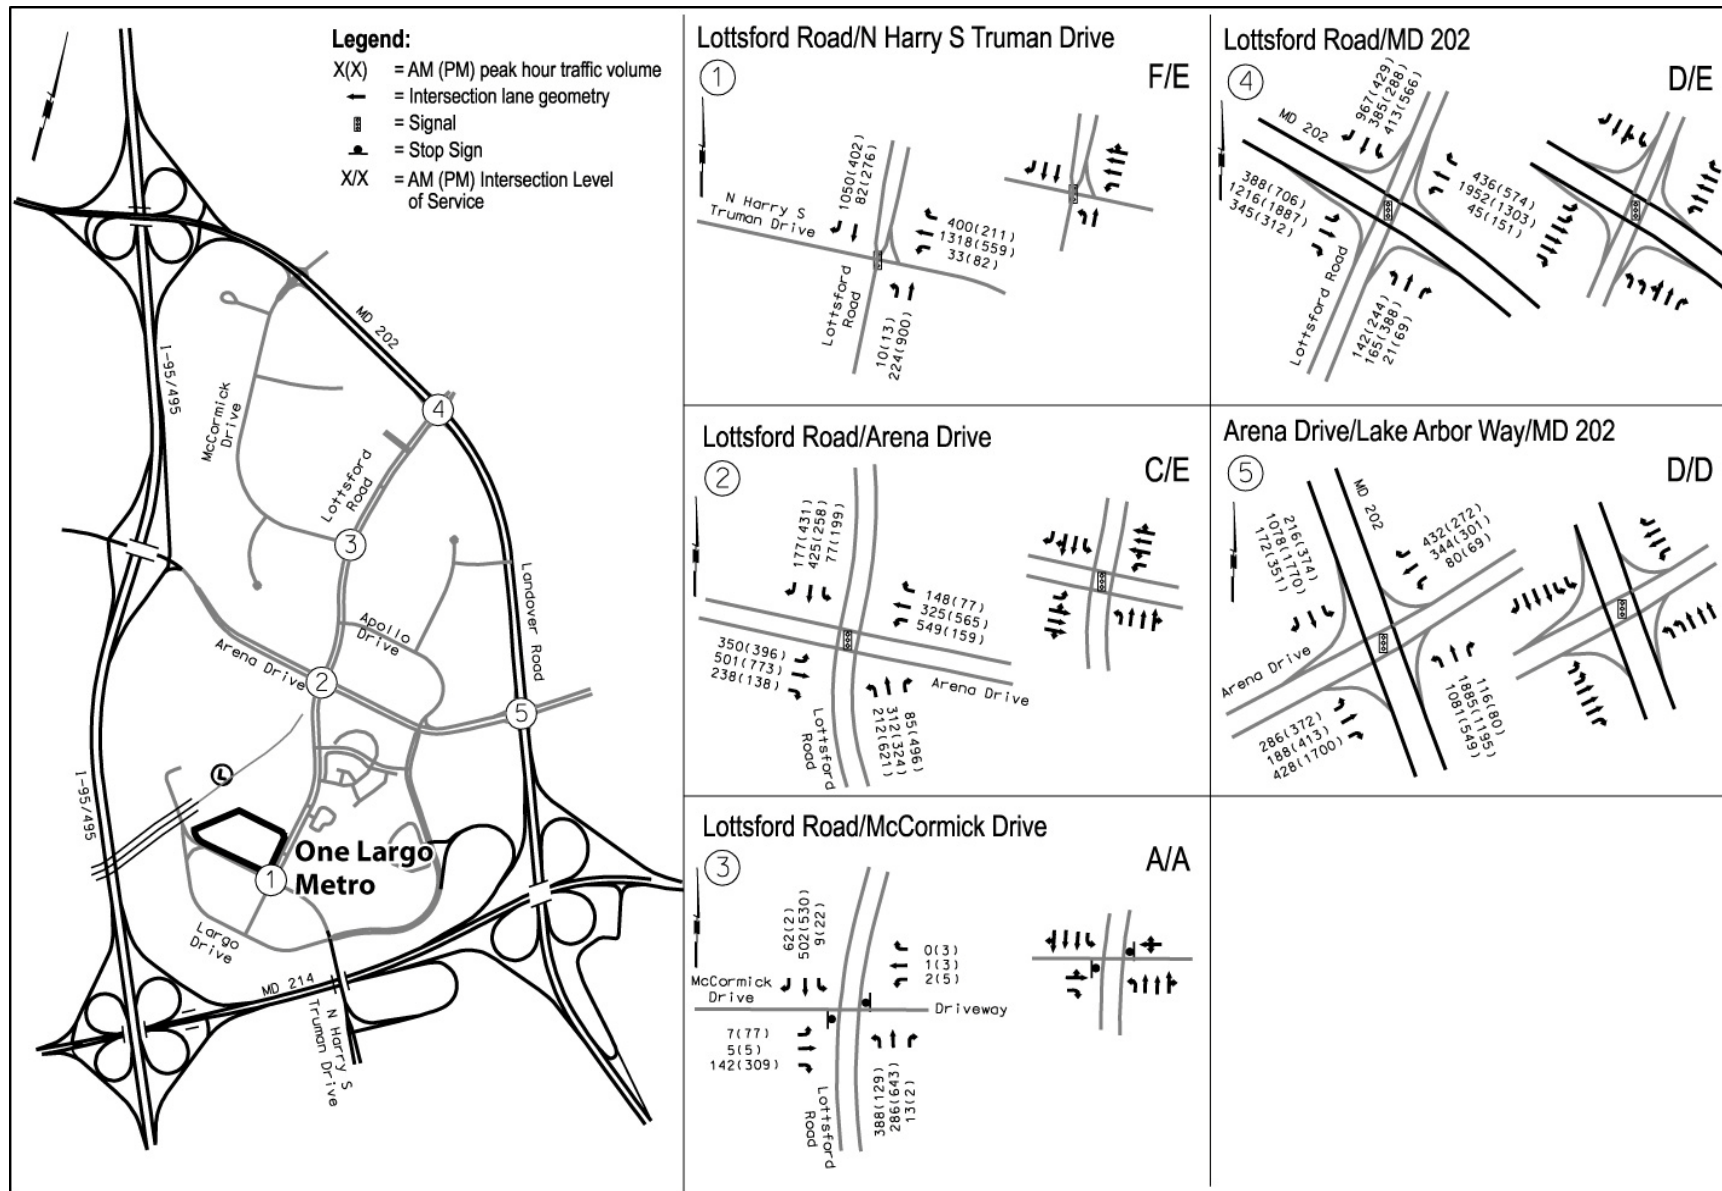 Legend:
X(X) = AM (PM) peak hour traffic volume
= Intersection lane geometry
= Signal
= Stop Sign
X/X = AM (PM) Intersection Level
of Service
MD 202
I-95/495
McCormick
Drive
Lottsford
Road
4
3
Landover Road
Apollo
Drive
Arena Drive
2
5
L
I-95/495
One Largo
Metro
1
Largo
Drive
MD 214
N Harry S
Truman Drive
Lottsford Road/N Harry S Truman Drive
1
F/E
1050(402)
82(276)
N Harry S
Truman Drive
400(211)
1318(559)
33(82)
Lottsford
Road
10(13)
224(900)
Lottsford Road/Arena Drive
2
C/E
177(431)
425(258)
77(199)
148(77)
325(565)
549(159)
350(396)
501(773)
238(138)
Arena Drive
Lottsford
Road
212(621)
312(324)
85(496)
Lottsford Road/McCormick Drive
3
A/A
62(2)
502(530)
9(22)
0(3)
1(3)
2(5)
McCormick
Drive
Driveway
7(77)
5(5)
142(309)
Lottsford
Road
388(129)
286(643)
13(2)
Lottsford Road/MD 202
4
D/E
967(429)
385(288)
413(566)
MD 202
388(706)
1216(1887)
345(312)
436(574)
1952(1303)
45(151)
Lottsford Road
142(244)
165(388)
21(69)
Arena Drive/Lake Arbor Way/MD 202
5
D/D
MD 202
216(374)
1078(1770)
172(351)
432(272)
344(301)
80(69)
Arena Drive
286(372)
188(413)
428(1700)
116(80)
1885(1195)
1081(549)